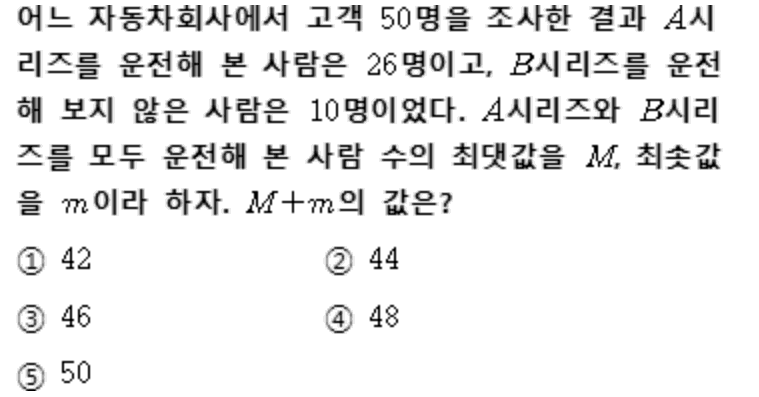 어느 자동차회사에서 고객 50명을 조사한 결과 A시
리즈를 운전해 본 사람은 26명이고, B시리즈를 운전
해 보지 않은 사람은 10명이었다. A시리즈와 B시리
즈를 모두 운전해 본 사람 수의 최댓값을 M, 최솟값
을 m이라 하자. M+m의 값은?
① 42 ② 44
③ 46 ④ 48
⑤ 50